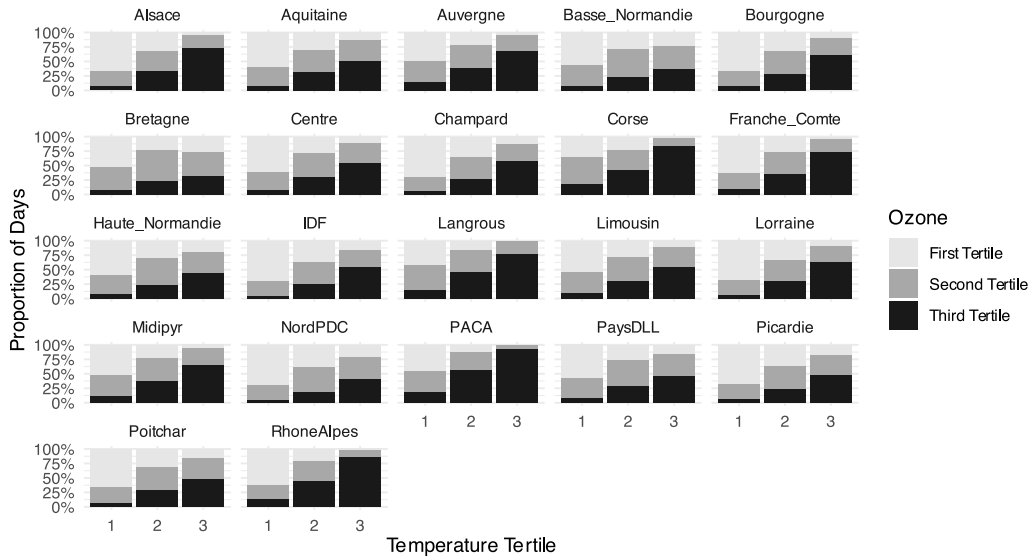 Alsace Aquitaine Auvergne Basse_Normandie Bourgogne
100%
75%
50%
25%
0%
Bretagne Centre Champard Corse Franche_Comte
100%
75%
50%
25%
0%
Haute_Normandie IDF Langrous Limousin Lorraine
100%
75%
50%
25%
0%
Midipyr NordPDC PACA PaysDLL Picardie
100%
75%
50%
25%
0%
1 2 3 1 2 3 1 2 3
Poitchar RhoneAlpes
100%
75%
50%
25%
0%
1 2 3 1 2 3
Proportion of Days
Temperature Tertile
Ozone
First Tertile
Second Tertile
Third Tertile